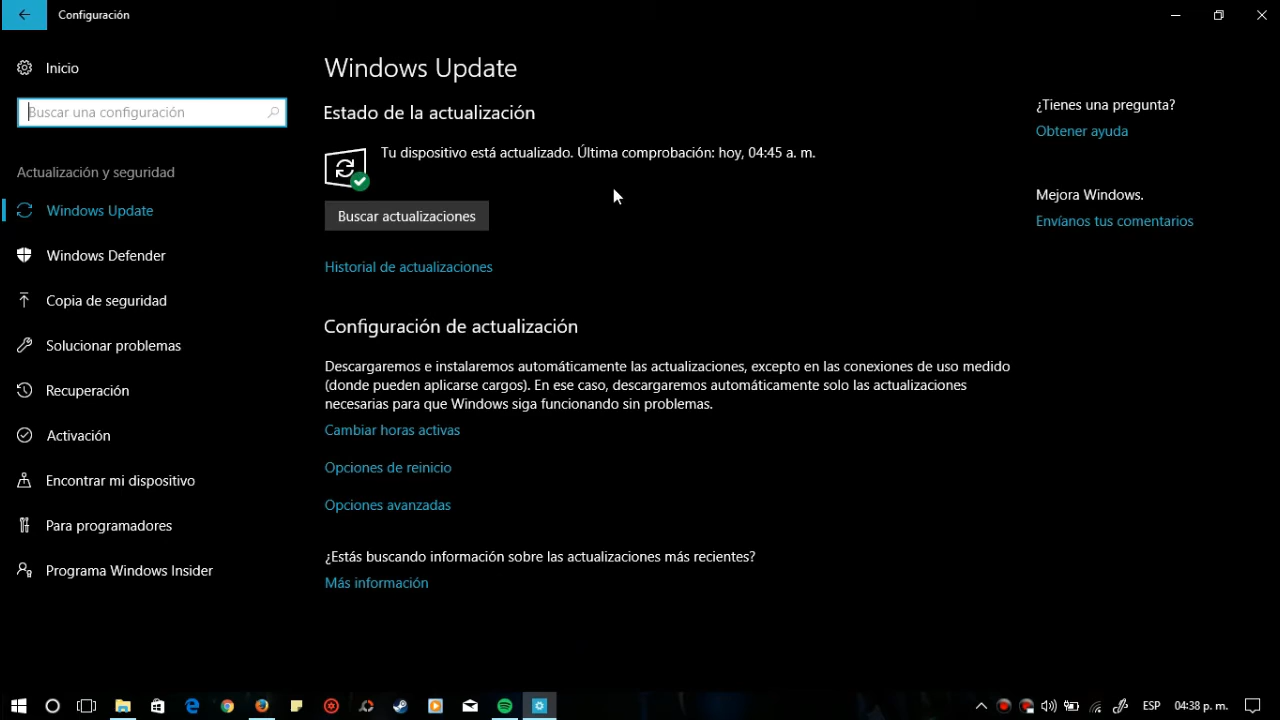 Configuración
Inicio
Buscar una configuración
Actualización y seguridad
Windows Update
Windows Defender
Copia de seguridad
Solucionar problemas
Recuperación
Activación
Encontrar mi dispositivo
Para programadores
Programa Windows Insider
Windows Update
Estado de la actualización
Tu dispositivo está actualizado. Última comprobación: hoy, 04:45 a. m.
Buscar actualizaciones
Historial de actualizaciones
Configuración de actualización
Descargaremos e instalaremos automáticamente las actualizaciones, excepto en las conexiones de uso medido
(donde pueden aplicarse cargos). En ese caso, descargaremos automáticamente solo las actualizaciones
necesarias para que Windows siga funcionando sin problemas.
Cambiar horas activas
Opciones de reinicio
Opciones avanzadas
¿Estás buscando información sobre las actualizaciones más recientes?
Más información
¿Tienes una pregunta?
Obtener ayuda
Mejora Windows.
Envíanos tus comentarios
ESP
04:38 p. m.